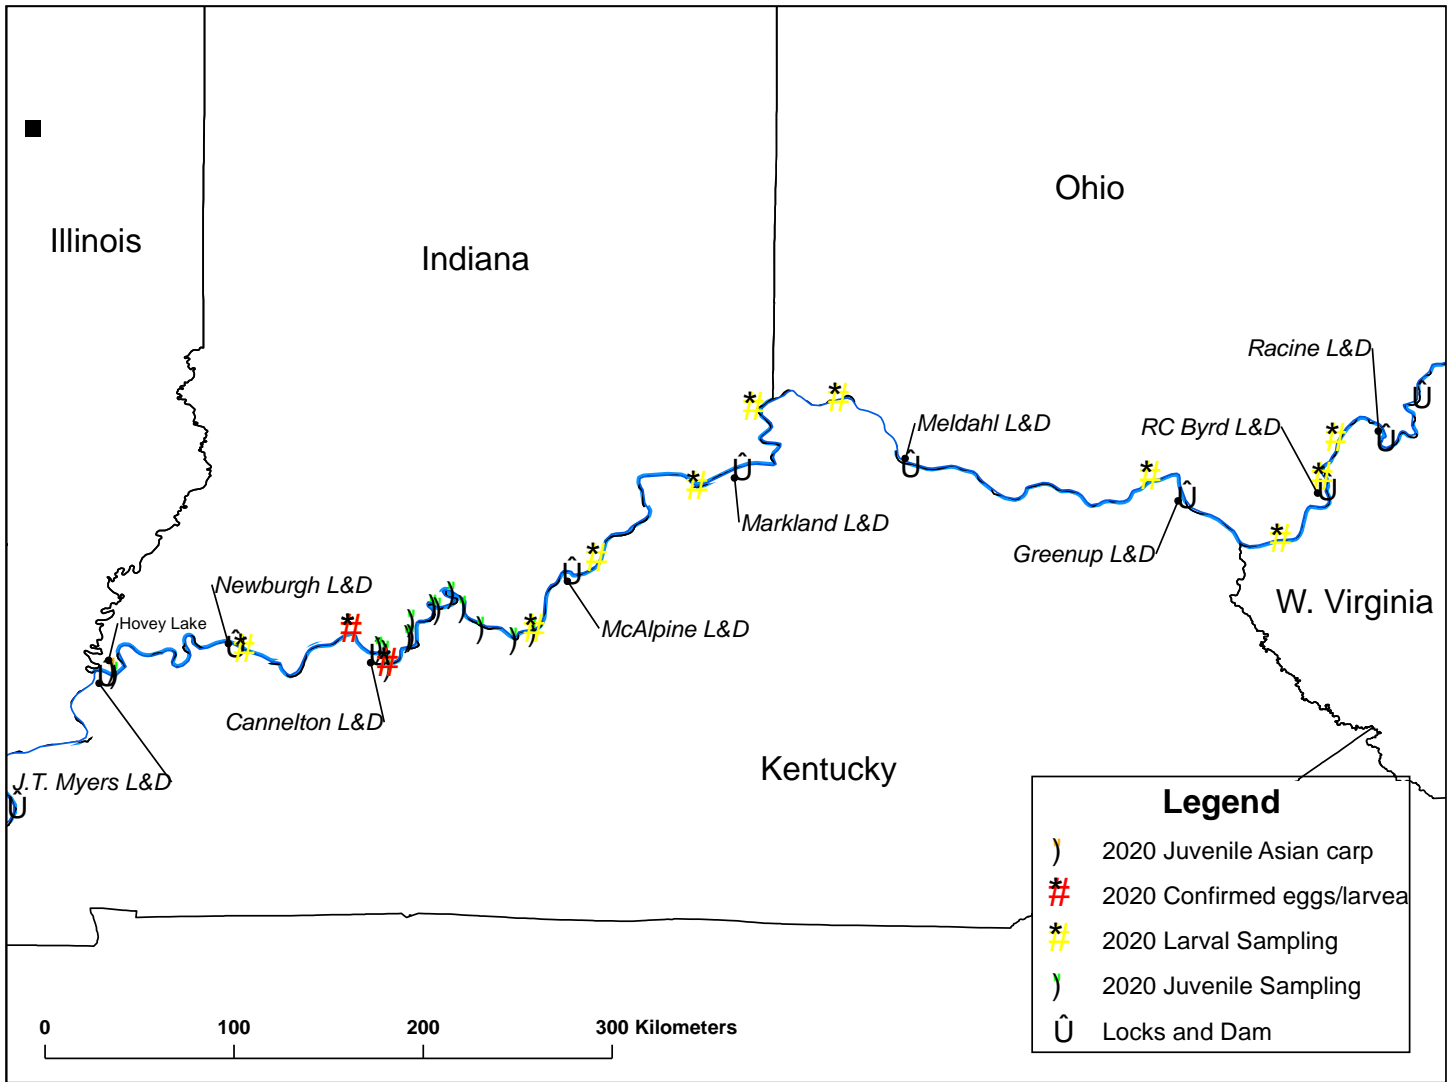 Ohio
Illinois
Indiana
Racine L&D
Meldahl L&D
RC Byrd L&D
Markland L&D
Greenup L&D
Newburgh L&D
W. Virginia
Hovey Lake
McAlpine L&D
Cannelton L&D
Kentucky
J.T. Myers L&D
Legend
2020 Juvenile Asian carp
2020 Confirmed eggs/larvea
2020 Larval Sampling
2020 Juvenile Sampling
Û Locks and Dam
0 100 200 300 Kilometers